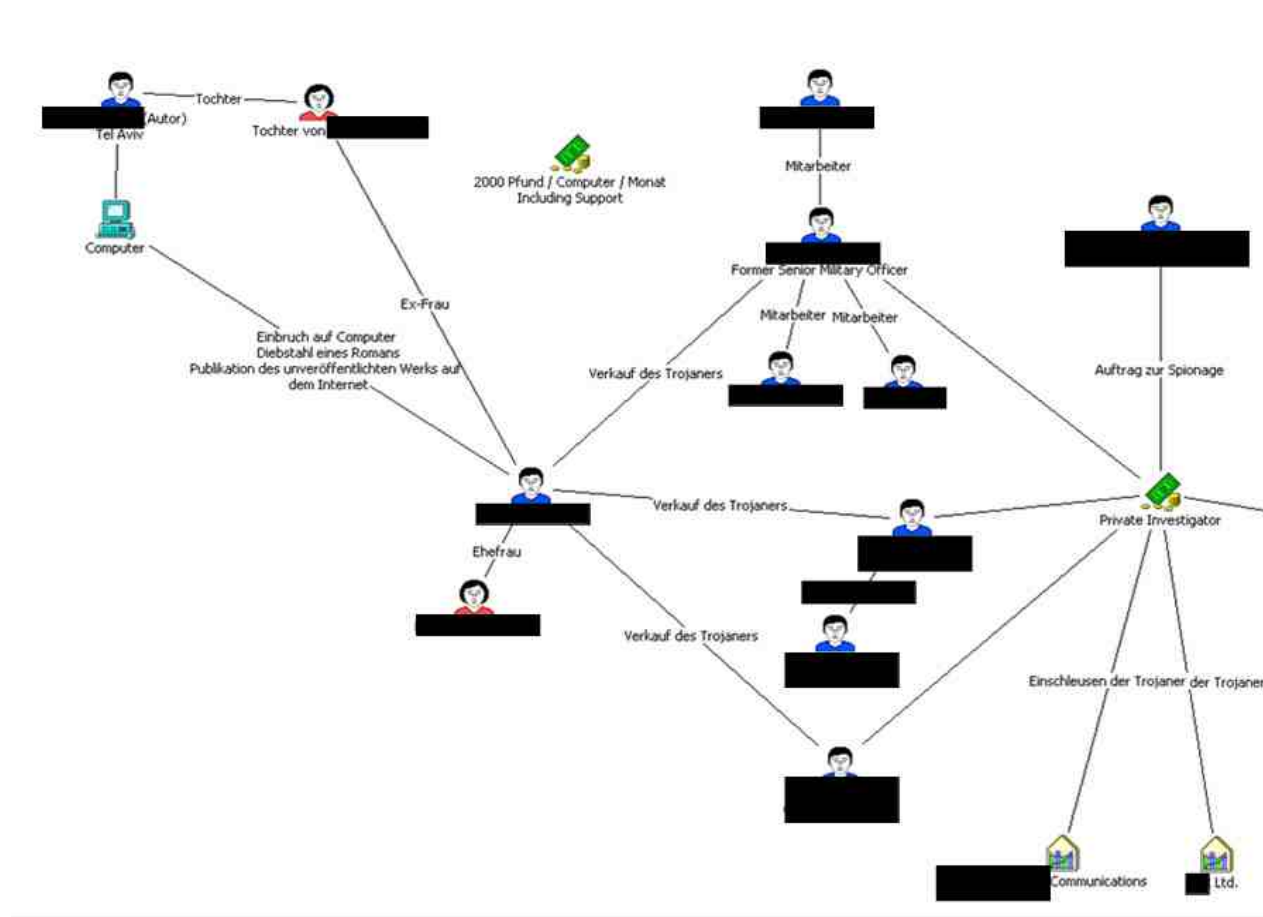 Tochter
(Autor)
Tel Aviv
Tochter von
2000 Pfund / Computer / Monat
Including Support
Mitarbeiter
Computer
Former Senior Military Officer
Ex-Frau
Mitarbeiter
Mitarbeiter
Einbruch auf Computer
Diebstahl eines Romans
Publikation des unveröffentlichten Werks auf
dem Internet
Verkauf des Trojaners
Auftrag zur Spionage
Verkauf des Trojaners
Private Investigator
Ehefrau
Verkauf des Trojaners
Einschleusen der Trojaner
der Trojaner
Communications
Ltd.